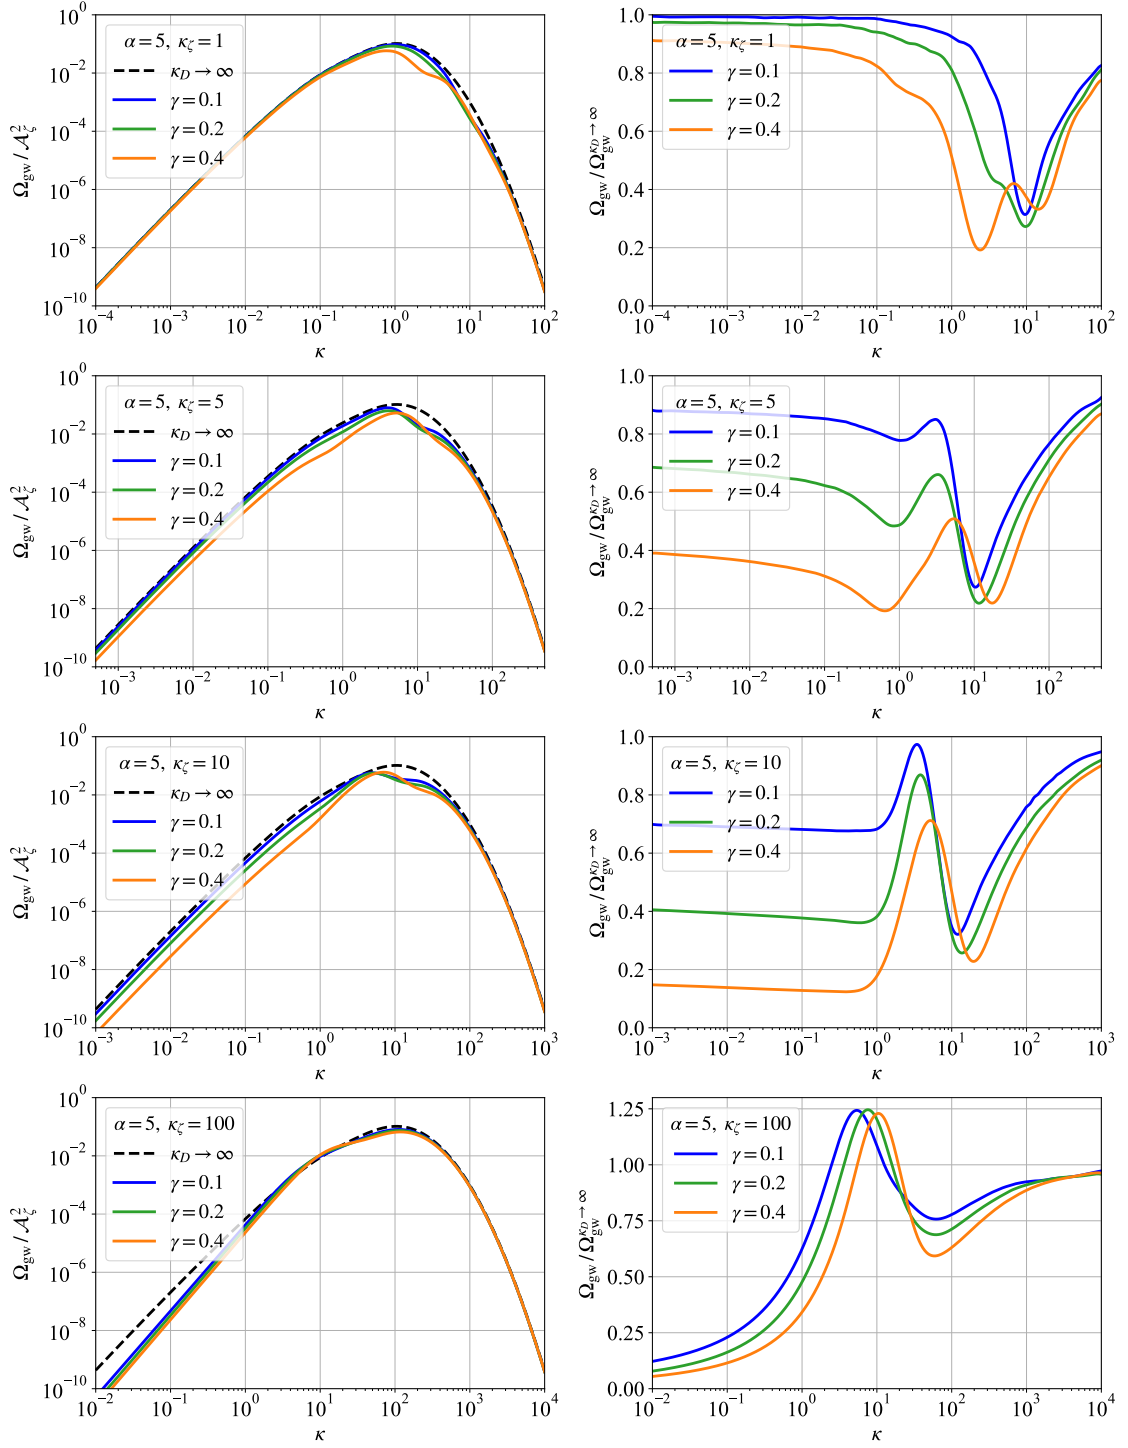 10^0
10^{-2}
10^{-4}
10^{-6}
10^{-8}
10^{-10}
Ω_gw / A_ζ^2
α = 5, κ_ζ = 1
κ_D → ∞
γ = 0.1
γ = 0.2
γ = 0.4
10^{-4} 10^{-3} 10^{-2} 10^{-1} 10^0 10^1 10^2
κ
1.0
0.8
0.6
0.4
0.2
0.0
Ω_gw / Ω_gw^{κ_D → ∞}
α = 5, κ_ζ = 1
γ = 0.1
γ = 0.2
γ = 0.4
10^{-4} 10^{-3} 10^{-2} 10^{-1} 10^0 10^1 10^2
κ
10^0
10^{-2}
10^{-4}
10^{-6}
10^{-8}
10^{-10}
Ω_gw / A_ζ^2
α = 5, κ_ζ = 5
κ_D → ∞
γ = 0.1
γ = 0.2
γ = 0.4
10^{-3} 10^{-2} 10^{-1} 10^0 10^1 10^2
κ
1.0
0.8
0.6
0.4
0.2
0.0
Ω_gw / Ω_gw^{κ_D → ∞}
α = 5, κ_ζ = 5
γ = 0.1
γ = 0.2
γ = 0.4
10^{-3} 10^{-2} 10^{-1} 10^0 10^1 10^2
κ
10^0
10^{-2}
10^{-4}
10^{-6}
10^{-8}
10^{-10}
Ω_gw / A_ζ^2
α = 5, κ_ζ = 10
κ_D → ∞
γ = 0.1
γ = 0.2
γ = 0.4
10^{-3} 10^{-2} 10^{-1} 10^0 10^1 10^2 10^3
κ
1.0
0.8
0.6
0.4
0.2
0.0
Ω_gw / Ω_gw^{κ_D → ∞}
α = 5, κ_ζ = 10
γ = 0.1
γ = 0.2
γ = 0.4
10^{-3} 10^{-2} 10^{-1} 10^0 10^1 10^2 10^3
κ
10^0
10^{-2}
10^{-4}
10^{-6}
10^{-8}
10^{-10}
Ω_gw / A_ζ^2
α = 5, κ_ζ = 100
κ_D → ∞
γ = 0.1
γ = 0.2
γ = 0.4
10^{-2} 10^{-1} 10^0 10^1 10^2 10^3 10^4
κ
1.25
1.00
0.75
0.50
0.25
0.00
Ω_gw / Ω_gw^{κ_D → ∞}
α = 5, κ_ζ = 100
γ = 0.1
γ = 0.2
γ = 0.4
10^{-2} 10^{-1} 10^0 10^1 10^2 10^3 10^4
κ